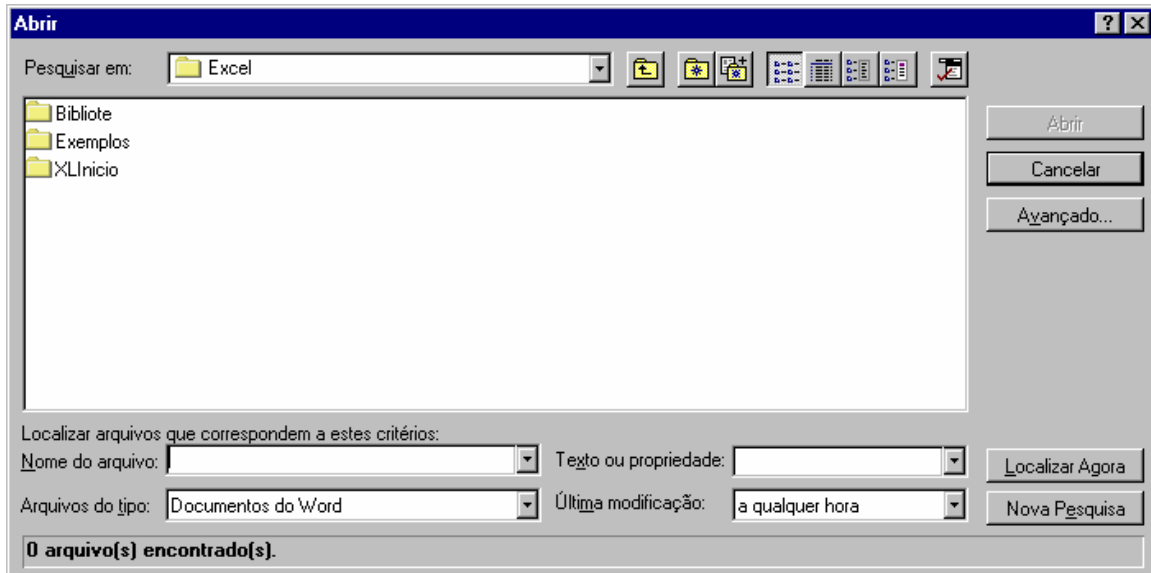 Abrir
Pesquisar em: Excel
Bibliote
Exemplos
XLInicio
Abrir
Cancelar
Avançado...
Localizar arquivos que correspondem a estes critérios:
Nome do arquivo: Texto ou propriedade: Localizar Agora
Arquivos do tipo: Documentos do Word Última modificação: a qualquer hora Nova Pesquisa
0 arquivo(s) encontrado(s).